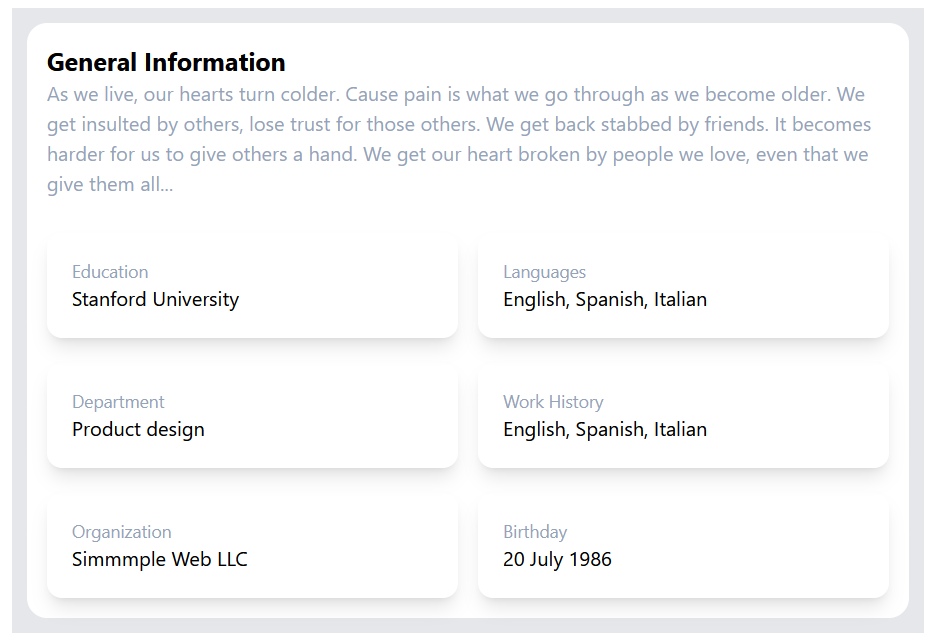 General Information
As we live, our hearts turn colder. Cause pain is what we go through as we become older. We
get insulted by others, lose trust for those others. We get back stabbed by friends. It becomes
harder for us to give others a hand. We get our heart broken by people we love, even that we
give them all...
Education
Stanford University
Languages
English, Spanish, Italian
Department
Product design
Work History
English, Spanish, Italian
Organization
Simmmple Web LLC
Birthday
20 July 1986